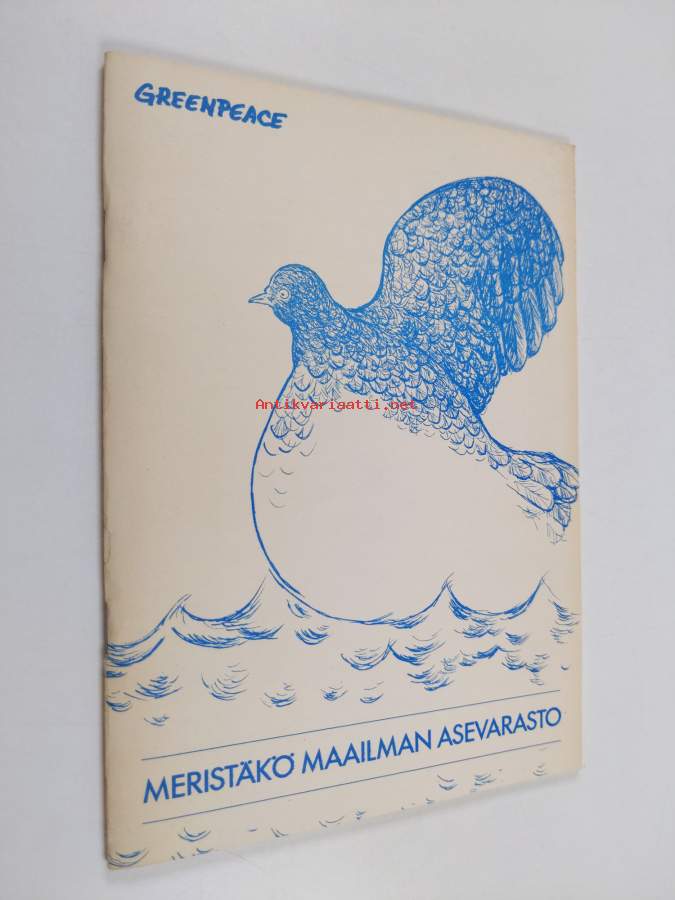 GREENPEACE
Antikvariaatti.net
MERISTÄKÖ MAAILMAN ASEVARASTO